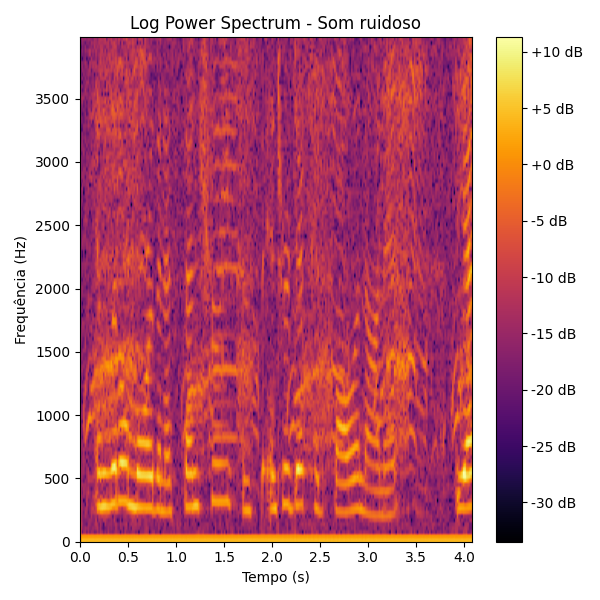 Log Power Spectrum - Som ruidoso
Frequência (Hz)
3500
3000
2500
2000
1500
1000
500
0
0.0 0.5 1.0 1.5 2.0 2.5 3.0 3.5 4.0
Tempo (s)
+10 dB
+5 dB
+0 dB
-5 dB
-10 dB
-15 dB
-20 dB
-25 dB
-30 dB